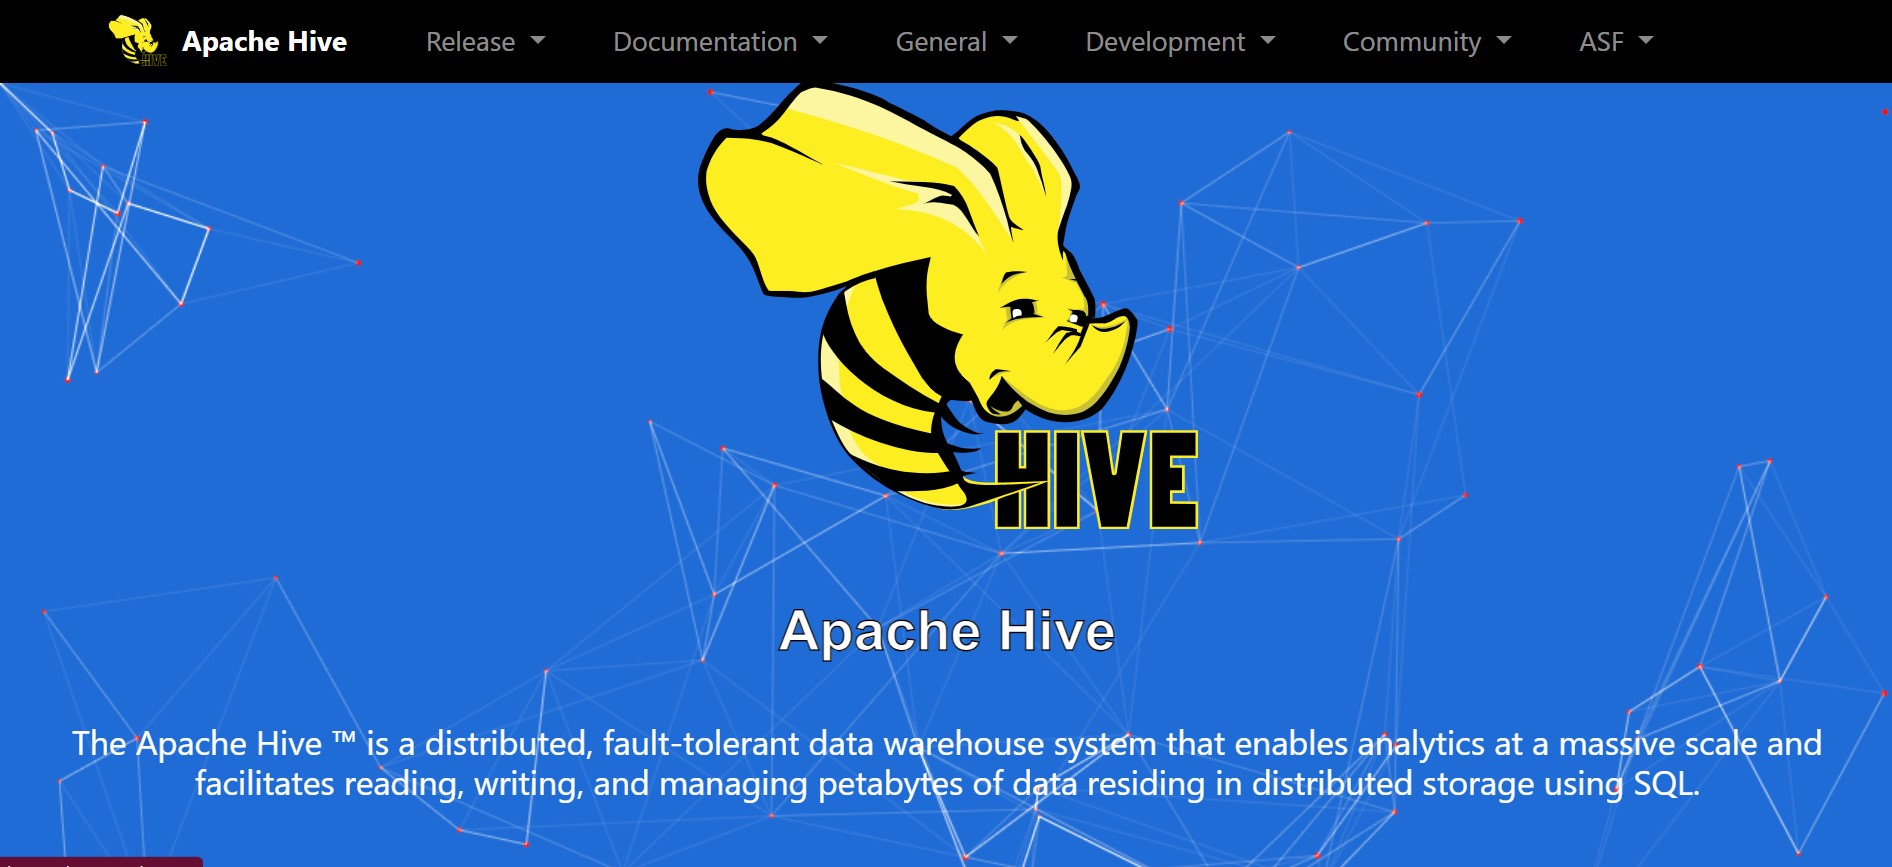 HIVE
Apache Hive
Release
Documentation
General
Development
Community
ASF
HIVE
Apache Hive
The Apache Hive ™ is a distributed, fault-tolerant data warehouse system that enables analytics at a massive scale and
facilitates reading, writing, and managing petabytes of data residing in distributed storage using SQL.